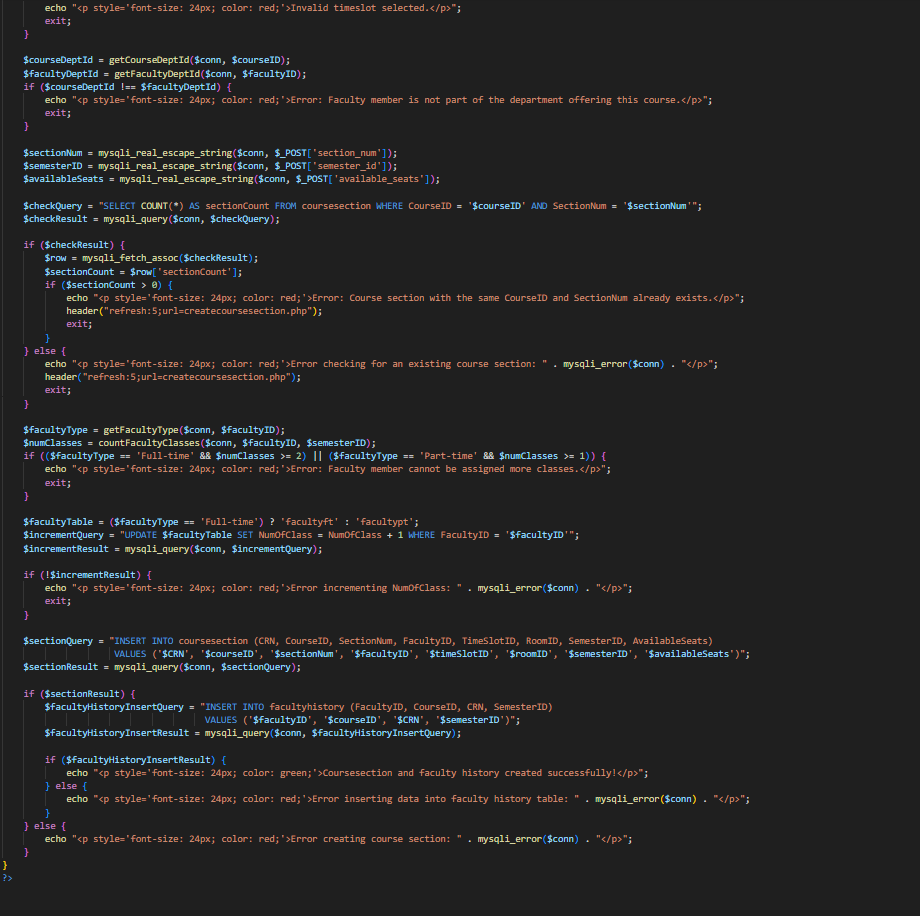 echo "<p style='font-size: 24px; color: red;'>Invalid timeslot selected.</p>";
exit;
}
$courseDeptId = getCourseDeptId($conn, $courseID);
$facultyDeptId = getFacultyDeptId($conn, $facultyID);
if ($courseDeptId !== $facultyDeptId) {
echo "<p style='font-size: 24px; color: red;'>Error: Faculty member is not part of the department offering this course.</p>";
exit;
}
$sectionNum = mysqli_real_escape_string($conn, $_POST['section_num']);
$semesterID = mysqli_real_escape_string($conn, $_POST['semester_id']);
$availableSeats = mysqli_real_escape_string($conn, $_POST['available_seats']);
$checkQuery = "SELECT COUNT(*) AS sectionCount FROM coursesection WHERE CourseID = '$courseID' AND SectionNum = '$sectionNum'";
$checkResult = mysqli_query($conn, $checkQuery);
if ($checkResult) {
$row = mysqli_fetch_assoc($checkResult);
$sectionCount = $row['sectionCount'];
if ($sectionCount > 0) {
echo "<p style='font-size: 24px; color: red;'>Error: Course section with the same CourseID and SectionNum already exists.</p>";
header("refresh:5;url=createcoursesection.php");
exit;
}
} else {
echo "<p style='font-size: 24px; color: red;'>Error checking for an existing course section: " . mysqli_error($conn) . "</p>";
header("refresh:5;url=createcoursesection.php");
exit;
}
$facultyType = getFacultyType($conn, $facultyID);
$numClasses = countFacultyClasses($conn, $facultyID, $semesterID);
if (($facultyType == 'Full-time' && $numClasses >= 2) || ($facultyType == 'Part-time' && $numClasses >= 1)) {
echo "<p style='font-size: 24px; color: red;'>Error: Faculty member cannot be assigned more classes.</p>";
exit;
}
$facultyTable = ($facultyType == 'Full-time') ? 'facultyft' : 'facultypt';
$incrementQuery = "UPDATE $facultyTable SET NumOfClass = NumOfClass + 1 WHERE FacultyID = '$facultyID'";
$incrementResult = mysqli_query($conn, $incrementQuery);
if (!$incrementResult) {
echo "<p style='font-size: 24px; color: red;'>Error incrementing NumOfClass: " . mysqli_error($conn) . "</p>";
exit;
}
$sectionQuery = "INSERT INTO coursesection (CRN, CourseID, SectionNum, FacultyID, TimeSlotID, RoomID, SemesterID, AvailableSeats)
VALUES ('$CRN', '$courseID', '$sectionNum', '$facultyID', '$timeSlotID', '$roomID', '$semesterID', '$availableSeats')";
$sectionResult = mysqli_query($conn, $sectionQuery);
if ($sectionResult) {
$facultyHistoryInsertQuery = "INSERT INTO facultyhistory (FacultyID, CourseID, CRN, SemesterID)
VALUES ('$facultyID', '$courseID', '$CRN', '$semesterID')";
$facultyHistoryInsertResult = mysqli_query($conn, $facultyHistoryInsertQuery);
if ($facultyHistoryInsertResult) {
echo "<p style='font-size: 24px; color: green;'>Coursesection and faculty history created successfully!</p>";
} else {
echo "<p style='font-size: 24px; color: red;'>Error inserting data into faculty history table: " . mysqli_error($conn) . "</p>";
}
} else {
echo "<p style='font-size: 24px; color: red;'>Error creating course section: " . mysqli_error($conn) . "</p>";
}
}
?>